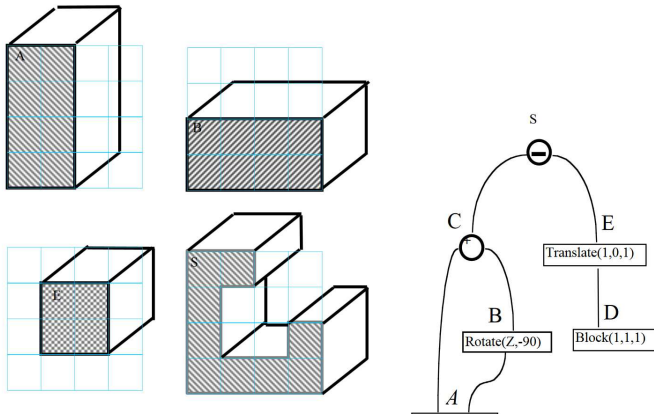 A
B
E
S
S
C
+
E
Translate(1,0,1)
B
Rotate(Z,-90)
D
Block(1,1,1)
A